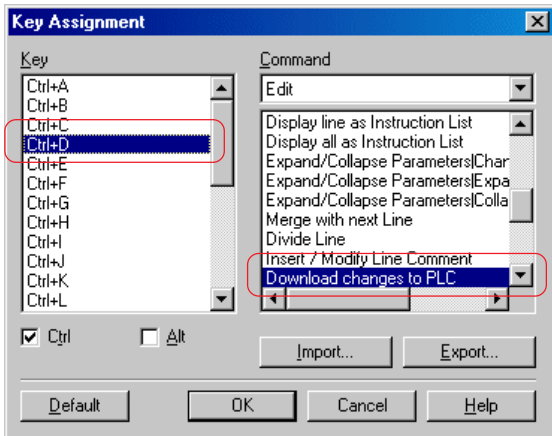 Key Assignment
Key
Ctrl+A
Ctrl+B
Ctrl+C
Ctrl+D
Ctrl+E
Ctrl+F
Ctrl+G
Ctrl+H
Ctrl+I
Ctrl+J
Ctrl+K
Ctrl+L
Ctrl
Alt
Command
Edit
Display line as Instruction List
Display all as Instruction List
Expand/Collapse Parameters|Char
Expand/Collapse Parameters|Expa
Expand/Collapse Parameters|Colla
Merge with next Line
Divide Line
Insert / Modify Line Comment
Download changes to PLC
Import...
Export...
Default
OK
Cancel
Help